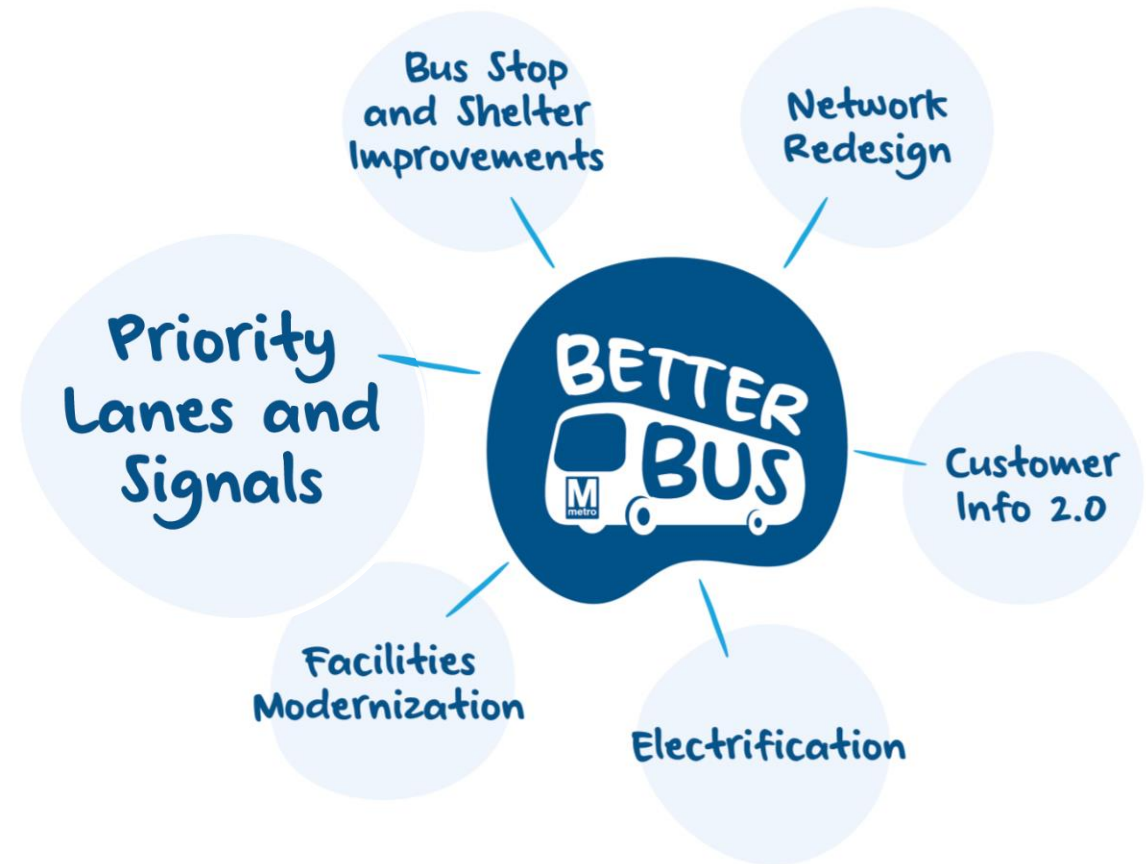 Bus Stop
and Shelter
Improvements
Network
Redesign
Priority
Lanes and
Signals
BETTER
BUS
M
metro
Customer
Info 2.0
Facilities
Modernization
Electrification